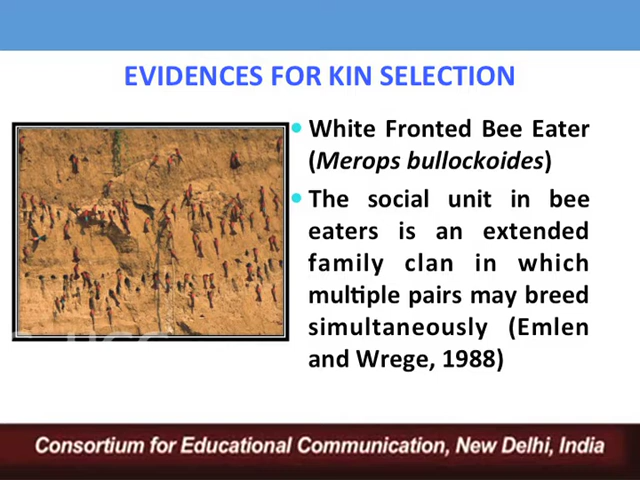 EVIDENCES FOR KIN SELECTION
• White Fronted Bee Eater
(Merops bullockoides)
• The social unit in bee
eaters is an extended
family clan in which
multiple pairs may breed
simultaneously (Emlen
and Wrege, 1988)
Consortium for Educational Communication, New Delhi, India